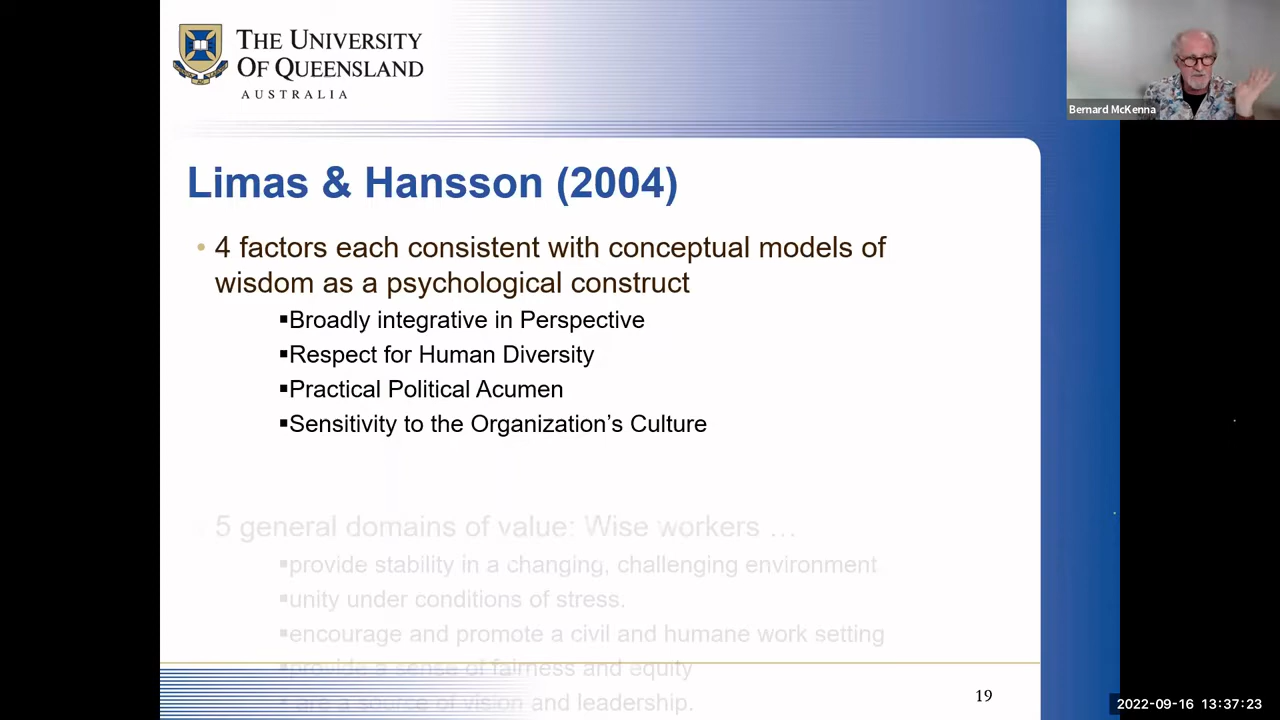 THE UNIVERSITY
OF QUEENSLAND
AUSTRALIA
Bernard McKenna
Limas & Hansson (2004)
• 4 factors each consistent with conceptual models of
wisdom as a psychological construct
▪Broadly integrative in Perspective
▪Respect for Human Diversity
▪Practical Political Acumen
▪Sensitivity to the Organization's Culture
5 general domains of value: Wise workers …
▪provide stability in a changing, challenging environment
▪unity under conditions of stress.
▪encourage and promote a civil and humane work setting
▪provide a sense of fairness and equity
▪are a source of vision and leadership.
19
2022-09-16 13:37:23